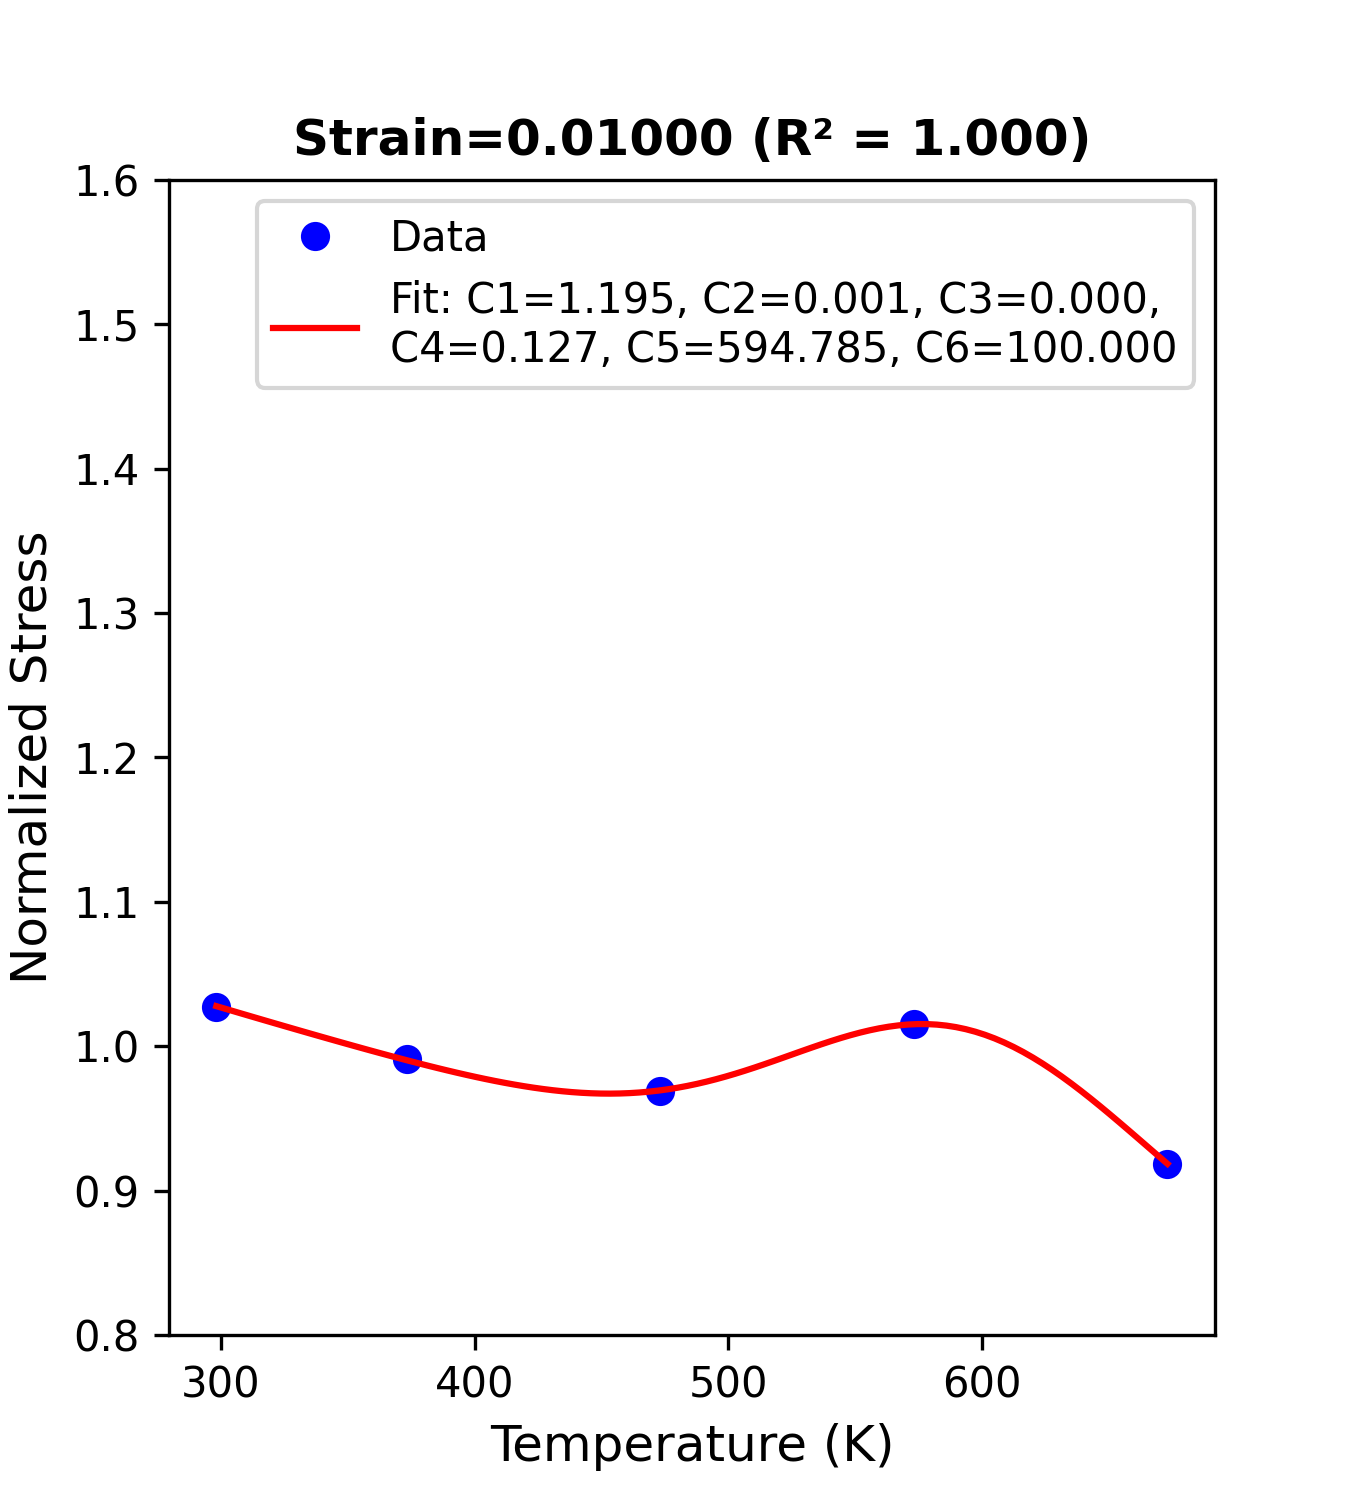 Strain=0.01000 (R² = 1.000)
Data
Fit: C1=1.195, C2=0.001, C3=0.000,
C4=0.127, C5=594.785, C6=100.000
Normalized Stress
1.6
1.5
1.4
1.3
1.2
1.1
1.0
0.9
0.8
300 400 500 600
Temperature (K)